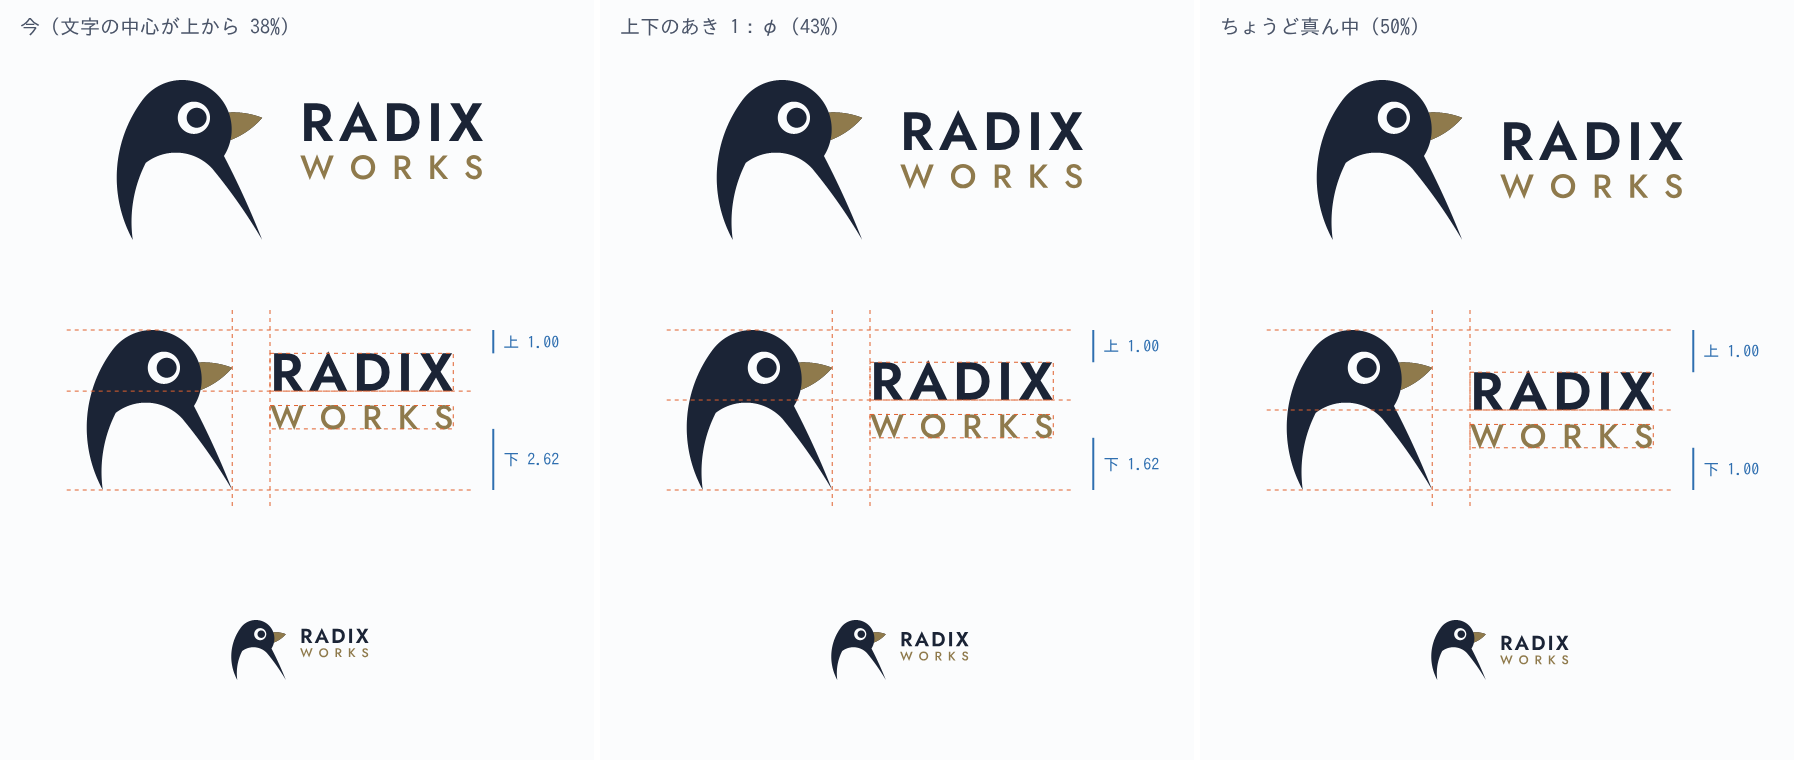 今（文字の中心が上から 38%）
RADIX
WORKS
上 1.00
RADIX
WORKS
下 2.62
RADIX
WORKS
上下のあき 1 : φ （43%）
RADIX
WORKS
上 1.00
RADIX
WORKS
下 1.62
RADIX
WORKS
ちょうど真ん中（50%）
RADIX
WORKS
上 1.00
RADIX
WORKS
下 1.00
RADIX
WORKS